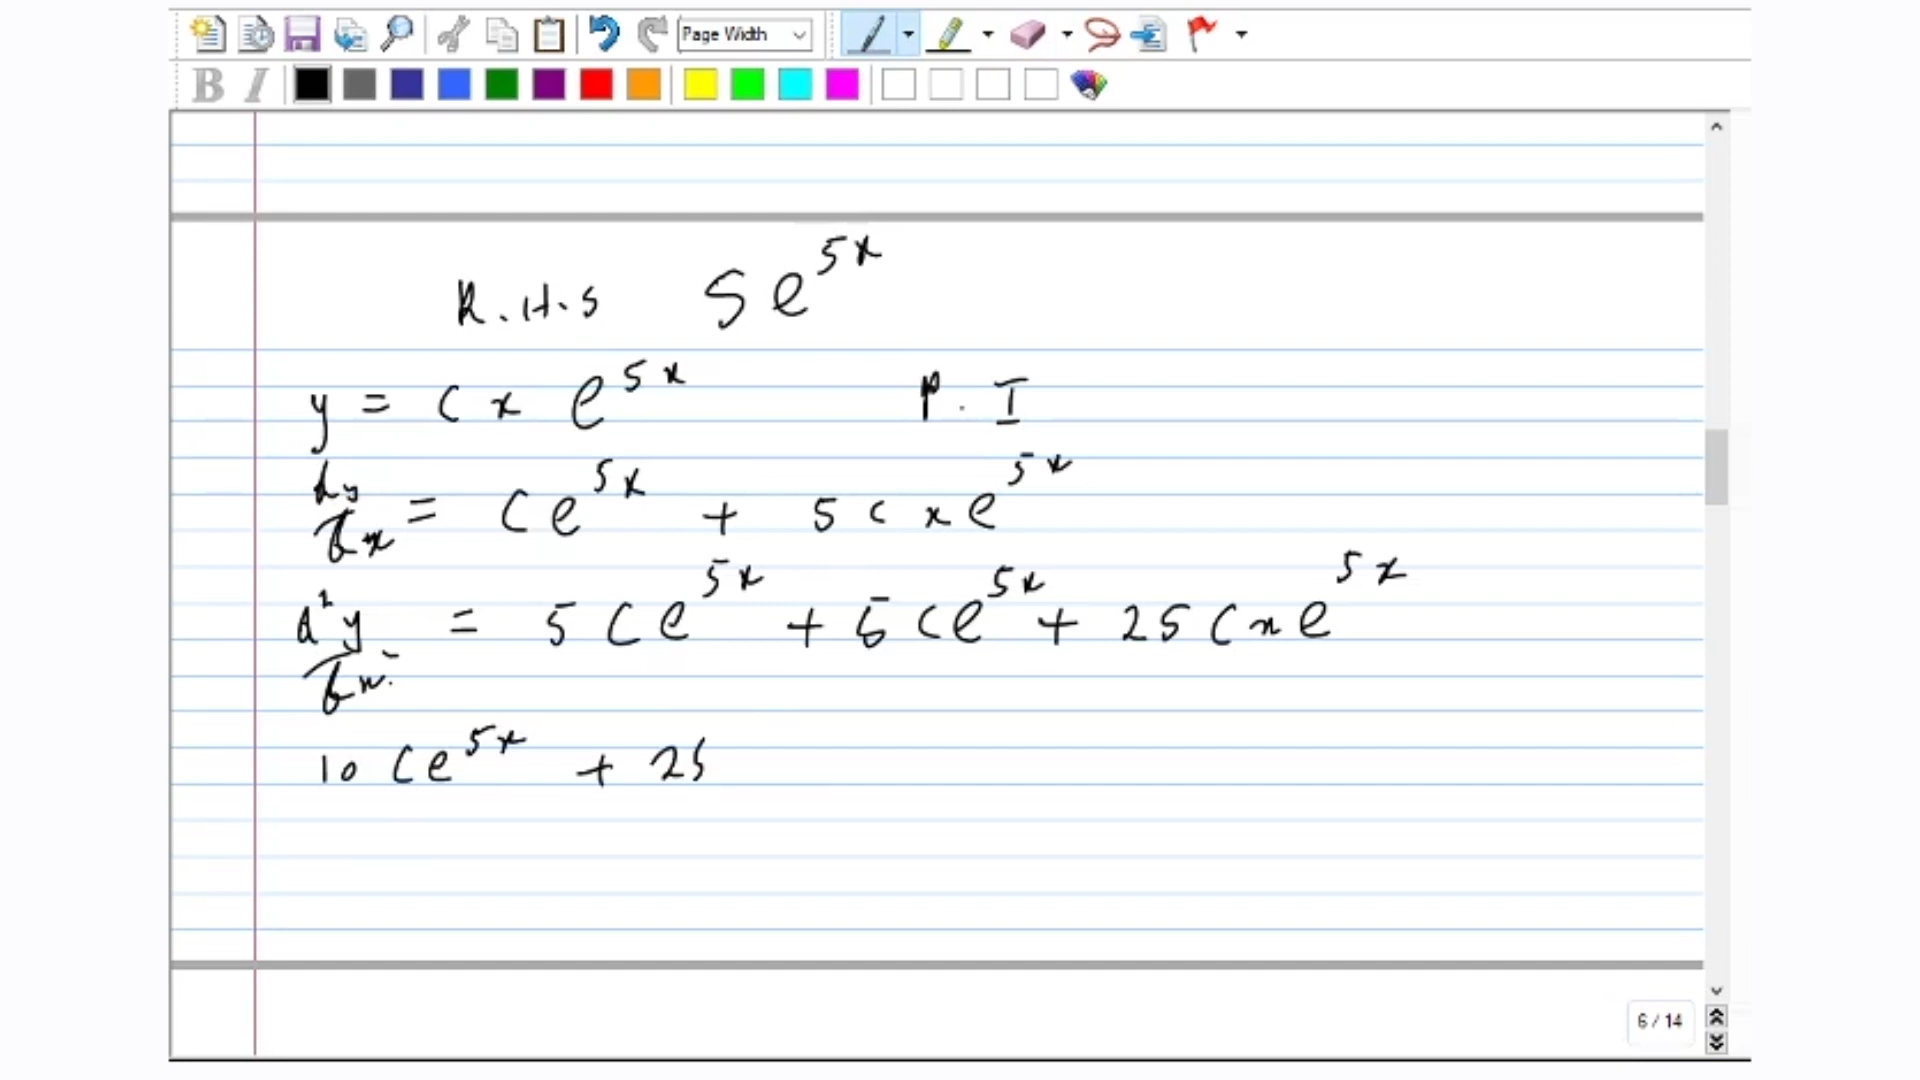 Page Width
B I
R.H.S 5e^{5x}
y = C x e^{5x} P.I
dy/dx = Ce^{5x} + 5Cxe^{5x}
d²y/dx² = 5Ce^{5x} + 5Ce^{5x} + 25Cxe^{5x}
10Ce^{5x} + 25
6 / 14